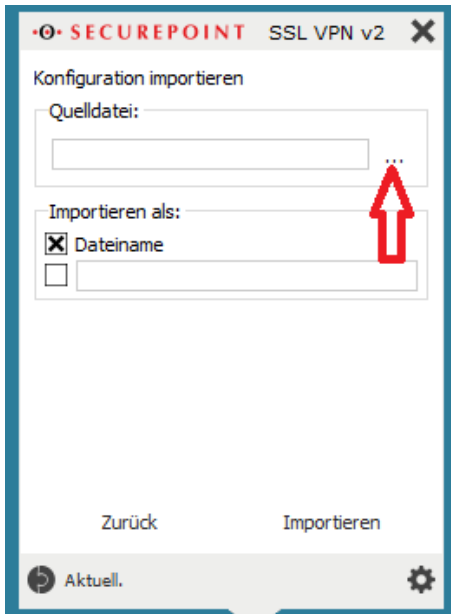 SECUREPOINT SSL VPN v2
Konfiguration importieren
Quelldatei:
...
Importieren als:
Dateiname
Zurück Importieren
Aktuell.